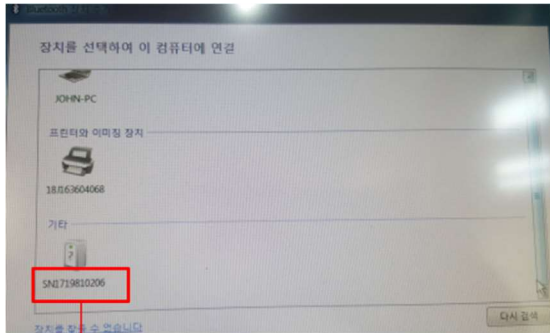 Bluetooth
장치를 선택하여 이 컴퓨터에 연결
JOHN-PC
프린터와 이미징 장치
18J163604068
기타
?
SN1719810206
장치를 찾을 수 없습니다
다시 검색